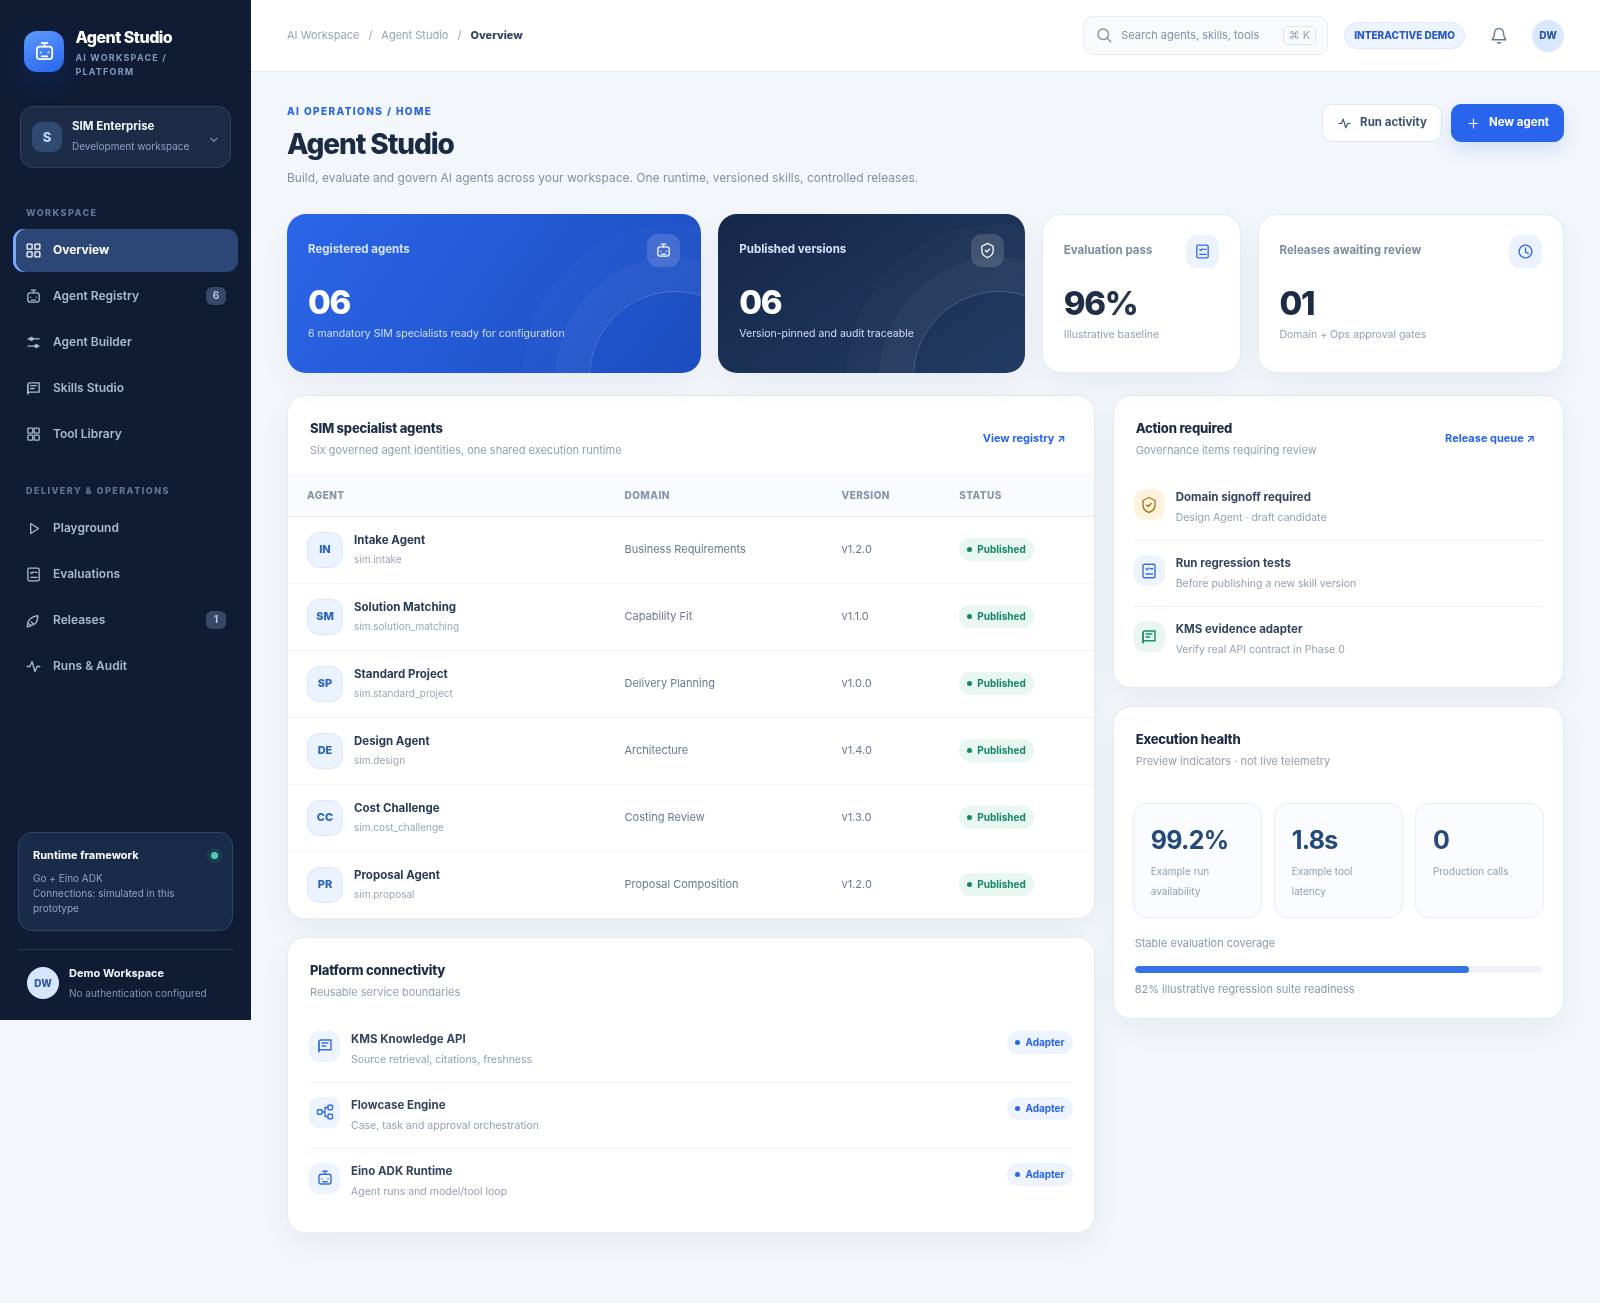 Agent Studio
AI WORKSPACE /
PLATFORM
S
SIM Enterprise
Development workspace
WORKSPACE
Overview
Agent Registry 6
Agent Builder
Skills Studio
Tool Library
DELIVERY & OPERATIONS
Playground
Evaluations
Releases 1
Runs & Audit
Runtime framework
Go + Eino ADK
Connections: simulated in this
prototype
DW
Demo Workspace
No authentication configured
AI Workspace / Agent Studio / Overview
Search agents, skills, tools ⌘ K
INTERACTIVE DEMO
DW
AI OPERATIONS / HOME
Agent Studio
Build, evaluate and govern AI agents across your workspace. One runtime, versioned skills, controlled releases.
Run activity
New agent
Registered agents
06
6 mandatory SIM specialists ready for configuration
Published versions
06
Version-pinned and audit traceable
Evaluation pass
96%
Illustrative baseline
Releases awaiting review
01
Domain + Ops approval gates
SIM specialist agents
Six governed agent identities, one shared execution runtime
View registry ↗
AGENT DOMAIN VERSION STATUS
IN Intake Agent Business Requirements v1.2.0 Published
sim.intake
SM Solution Matching Capability Fit v1.1.0 Published
sim.solution_matching
SP Standard Project Delivery Planning v1.0.0 Published
sim.standard_project
DE Design Agent Architecture v1.4.0 Published
sim.design
CC Cost Challenge Costing Review v1.3.0 Published
sim.cost_challenge
PR Proposal Agent Proposal Composition v1.2.0 Published
sim.proposal
Platform connectivity
Reusable service boundaries
KMS Knowledge API Adapter
Source retrieval, citations, freshness
Flowcase Engine Adapter
Case, task and approval orchestration
Eino ADK Runtime Adapter
Agent runs and model/tool loop
Action required
Governance items requiring review
Release queue ↗
Domain signoff required
Design Agent · draft candidate
Run regression tests
Before publishing a new skill version
KMS evidence adapter
Verify real API contract in Phase 0
Execution health
Preview indicators · not live telemetry
99.2%
Example run
availability
1.8s
Example tool
latency
0
Production calls
Stable evaluation coverage
82% illustrative regression suite readiness